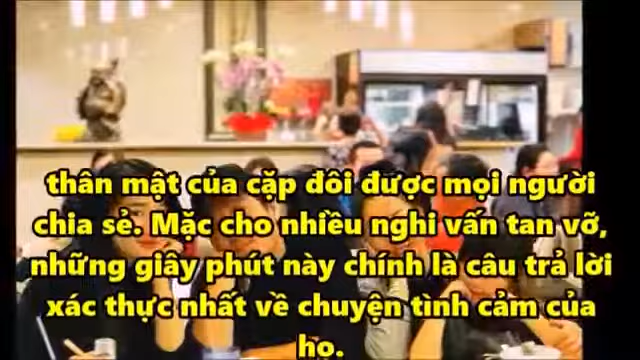 thân mật của cặp đôi được mọi người
chia sẻ. Mặc cho nhiều nghi vấn tan vỡ,
những giây phút này chính là câu trả lời
xác thực nhất về chuyện tình cảm của
họ.